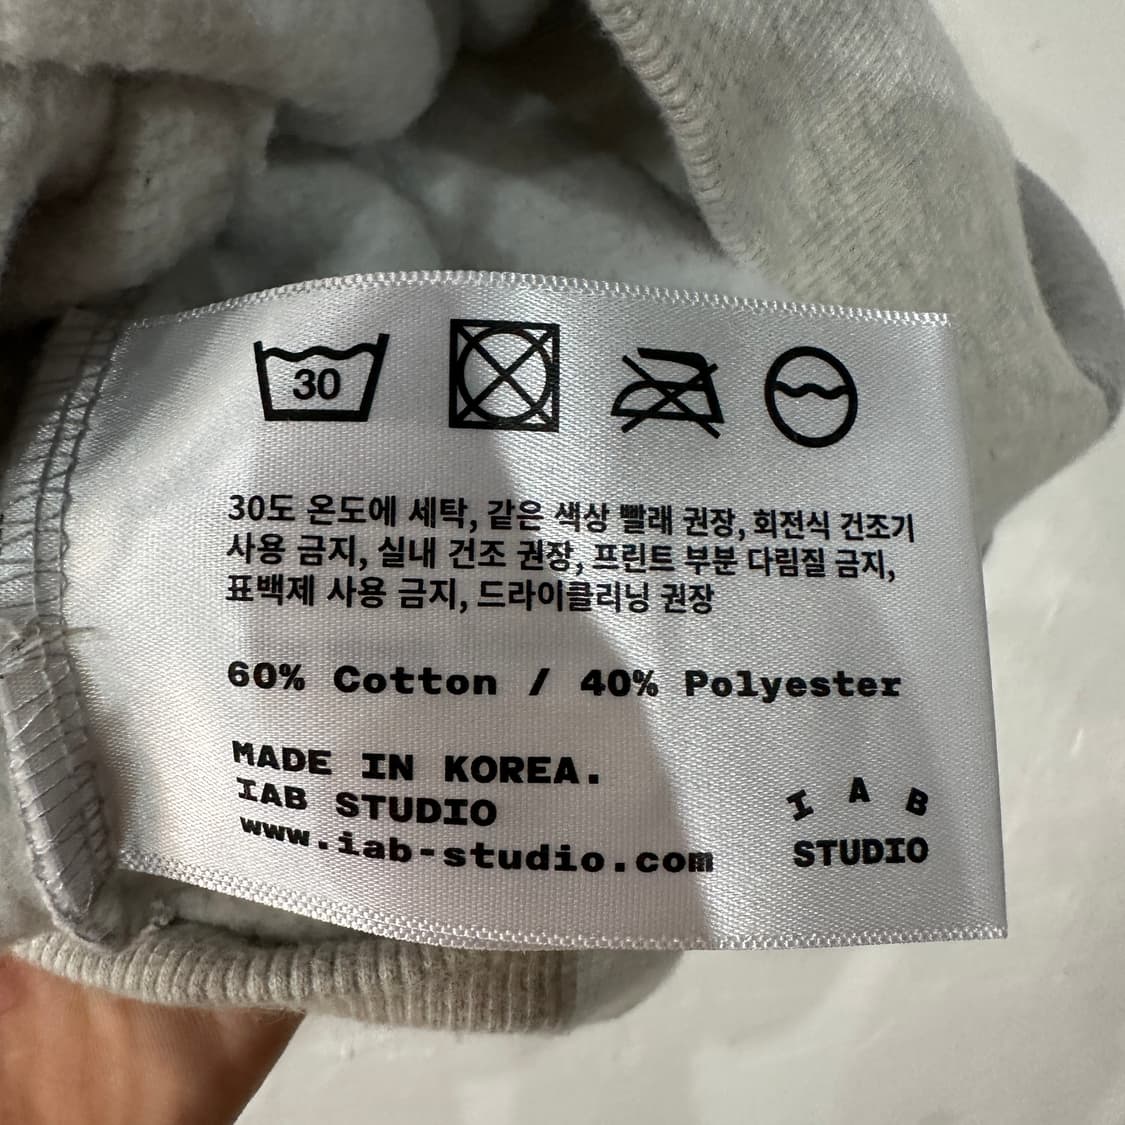 30
30도 온도에 세탁, 같은 색상 빨래 권장, 회전식 건조기
사용 금지, 실내 건조 권장, 프린트 부분 다림질 금지,
표백제 사용 금지, 드라이클리닝 권장
60% Cotton / 40% Polyester
MADE IN KOREA.
IAB STUDIO
www.iab-studio.com
I A B
STUDIO